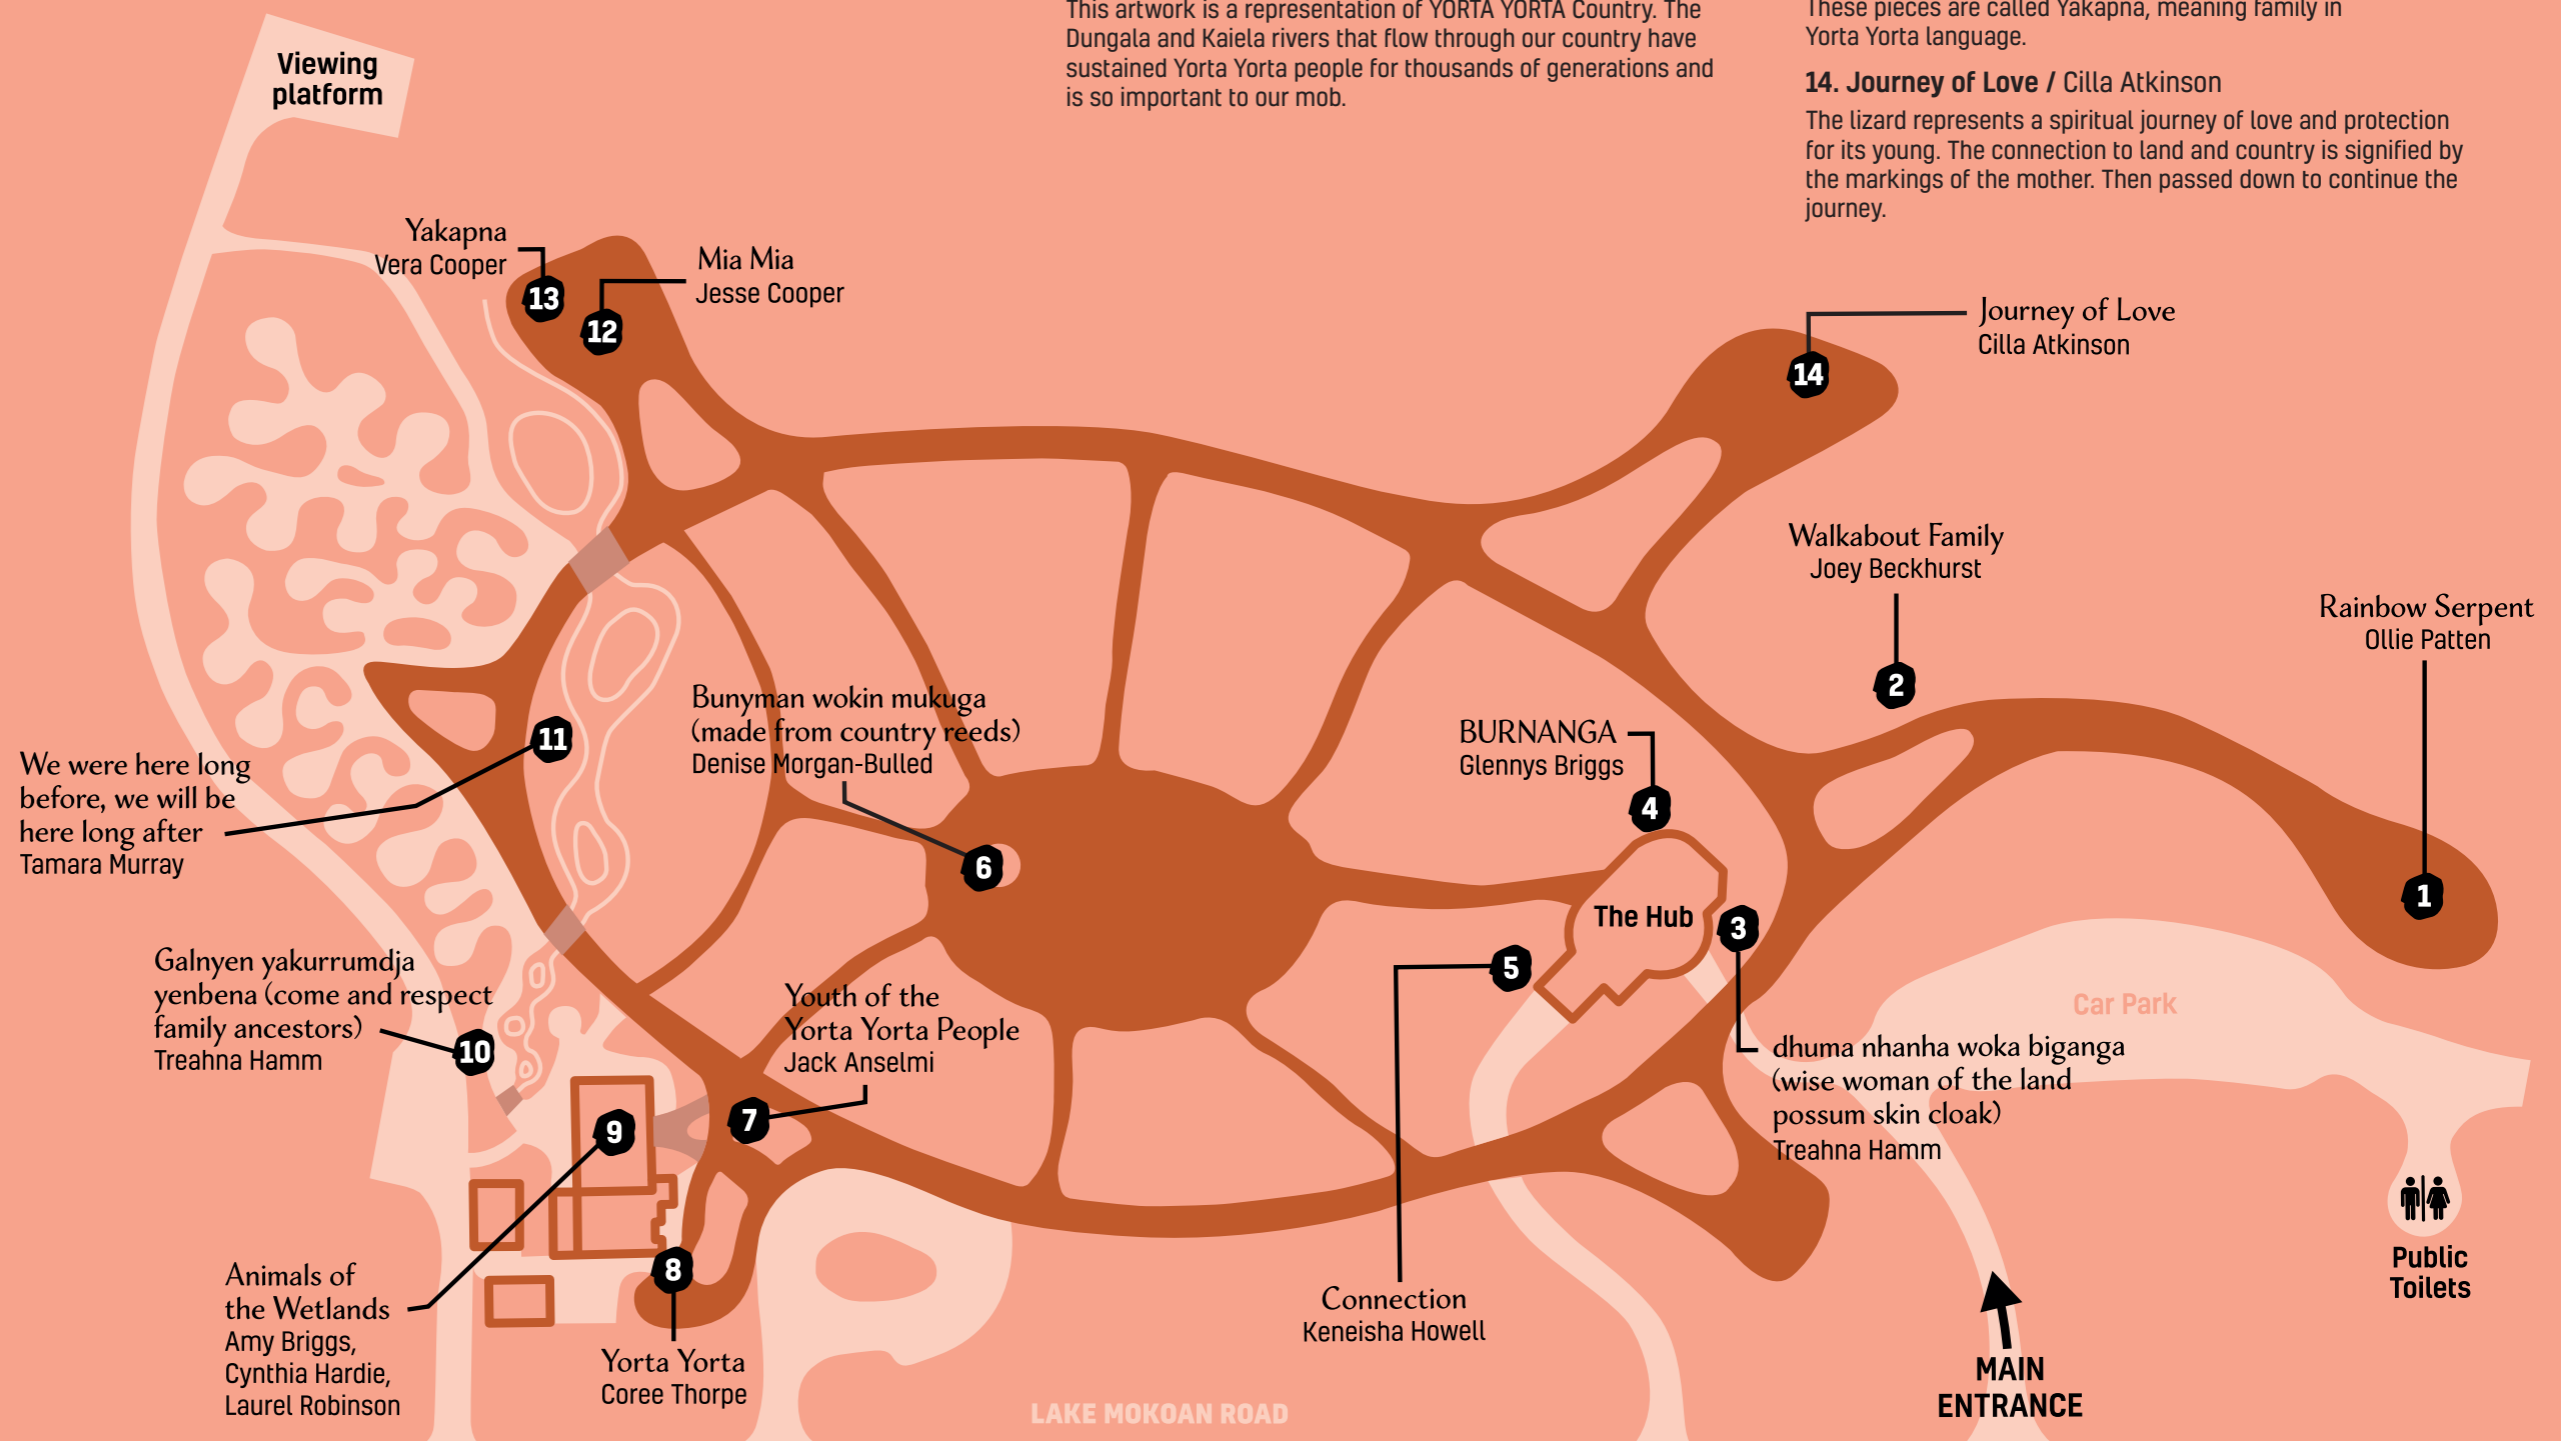 This artwork is a representation of YORTA YORTA Country. The
Dungala and Kaiela rivers that flow through our country have
sustained Yorta Yorta people for thousands of generations and
is so important to our mob.
These pieces are called Yakapna, meaning family in
Yorta Yorta language.
14. Journey of Love / Cilla Atkinson
The lizard represents a spiritual journey of love and protection
for its young. The connection to land and country is signified by
the markings of the mother. Then passed down to continue the
journey.
Viewing
platform
Yakapna
Vera Cooper
13
Mia Mia
Jesse Cooper
12
Journey of Love
Cilla Atkinson
14
Walkabout Family
Joey Beckhurst
2
Rainbow Serpent
Ollie Patten
1
Bunyman wokin mukuga
(made from country reeds)
Denise Morgan-Bulled
6
BURNANGA
Glennys Briggs
4
We were here long
before, we will be
here long after
Tamara Murray
11
The Hub
3
5
Galnyen yakurrumdja
yenbena (come and respect
family ancestors)
Treahna Hamm
10
Youth of the
Yorta Yorta People
Jack Anselmi
7
Car Park
dhuma nhanha woka biganga
(wise woman of the land
possum skin cloak)
Treahna Hamm
9
8
Animals of
the Wetlands
Amy Briggs,
Cynthia Hardie,
Laurel Robinson
Yorta Yorta
Coree Thorpe
Connection
Keneisha Howell
Public
Toilets
MAIN
ENTRANCE
LAKE MOKOAN ROAD